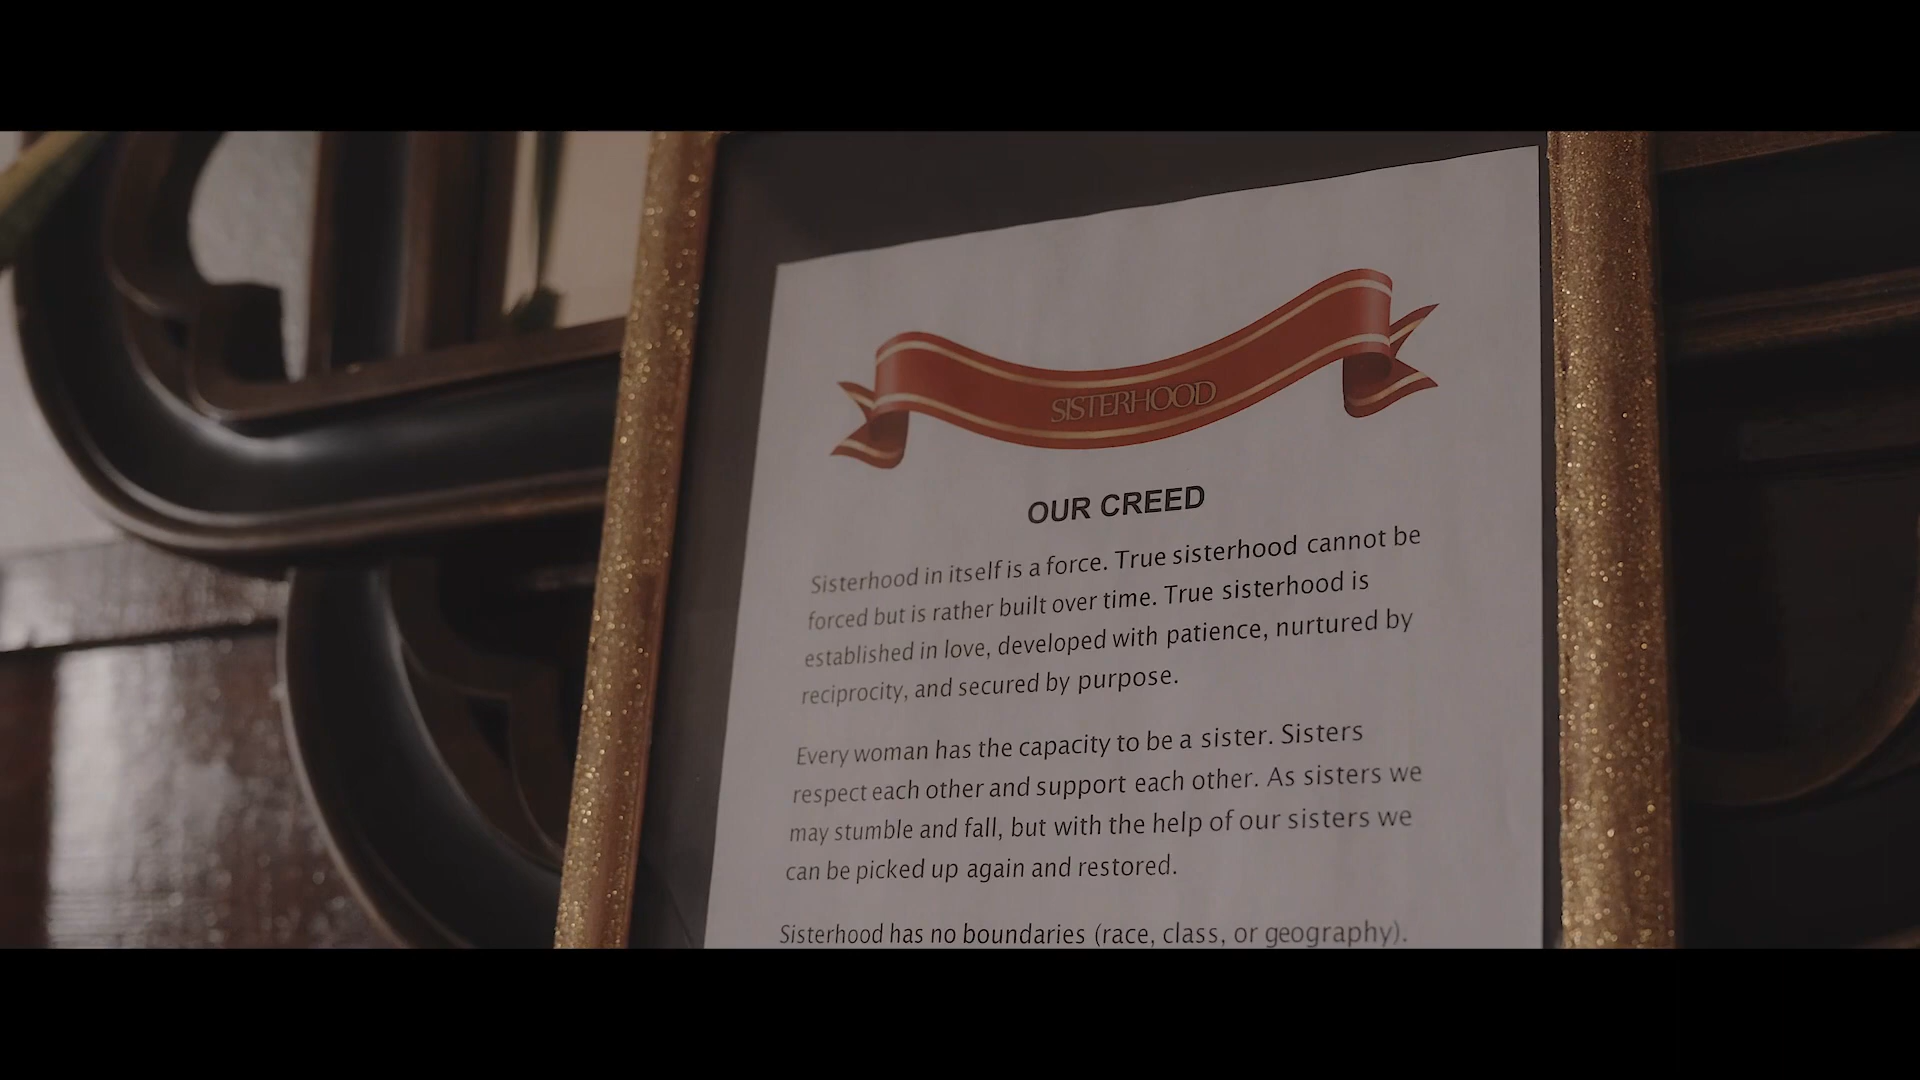 SISTERHOOD
OUR CREED
Sisterhood in itself is a force. True sisterhood cannot be
forced but is rather built over time. True sisterhood is
established in love, developed with patience, nurtured by
reciprocity, and secured by purpose.
Every woman has the capacity to be a sister. Sisters
respect each other and support each other. As sisters we
may stumble and fall, but with the help of our sisters we
can be picked up again and restored.
Sisterhood has no boundaries (race, class, or geography).